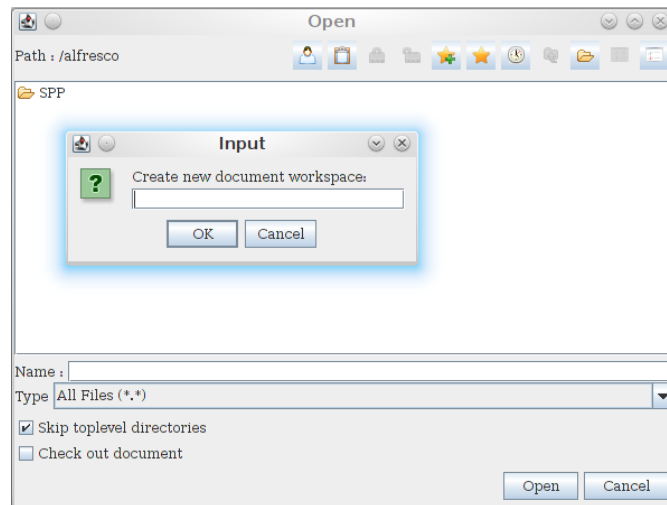 Open
Path : /alfresco
SPP
Input
?
Create new document workspace:
OK Cancel
Name :
Type All Files (*.*)
Skip toplevel directories
Check out document
Open Cancel